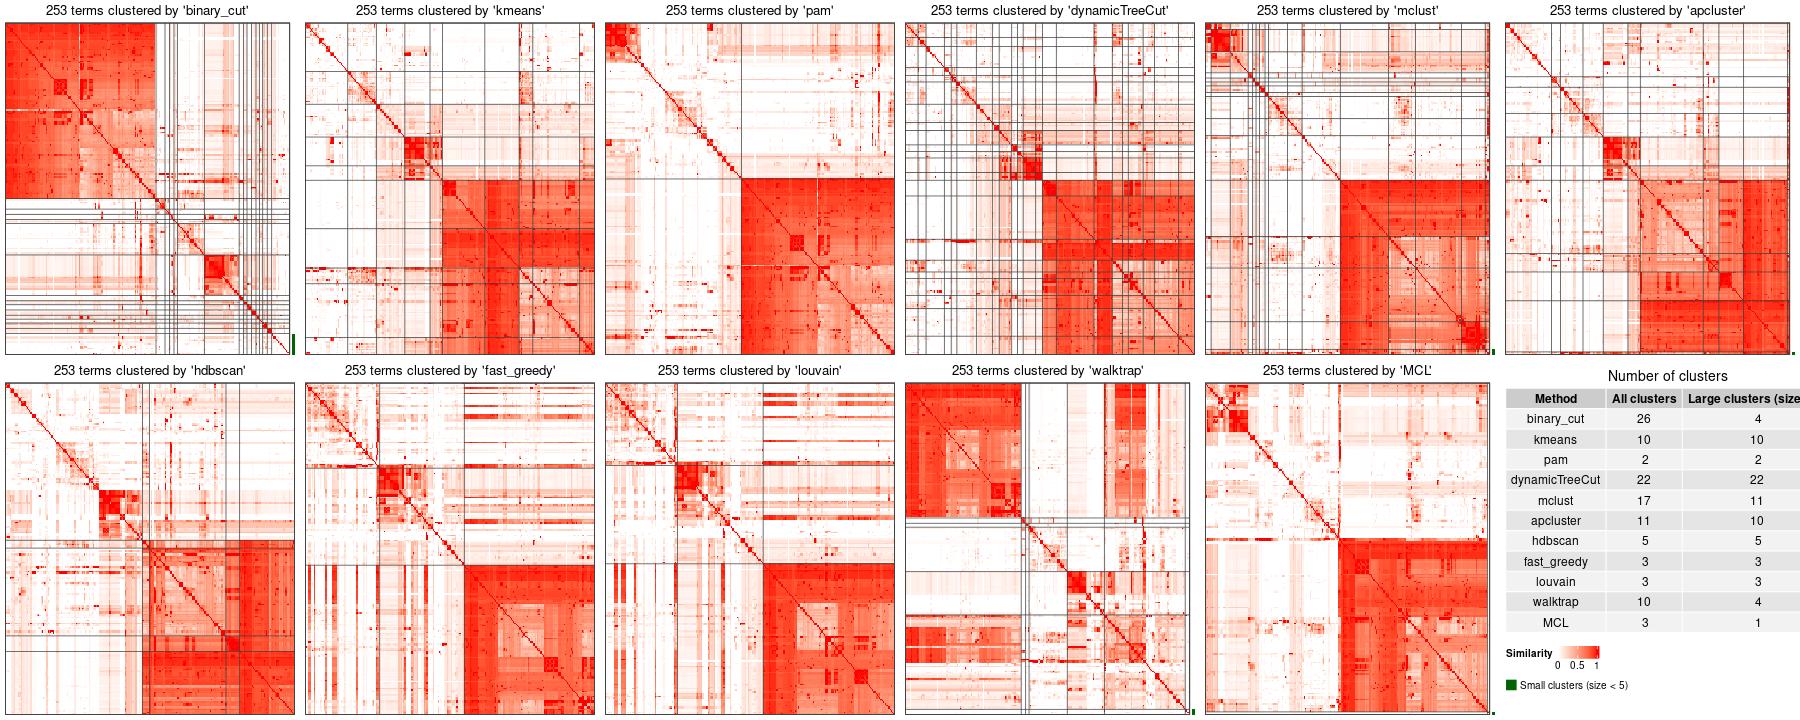 253 terms clustered by 'binary_cut'
253 terms clustered by 'kmeans'
253 terms clustered by 'pam'
253 terms clustered by 'dynamicTreeCut'
253 terms clustered by 'mclust'
253 terms clustered by 'apcluster'
253 terms clustered by 'hdbscan'
253 terms clustered by 'fast_greedy'
253 terms clustered by 'louvain'
253 terms clustered by 'walktrap'
253 terms clustered by 'MCL'
Number of clusters
Method All clusters Large clusters (size
binary_cut 26 4
kmeans 10 10
pam 2 2
dynamicTreeCut 22 22
mclust 17 11
apcluster 11 10
hdbscan 5 5
fast_greedy 3 3
louvain 3 3
walktrap 10 4
MCL 3 1
Similarity
0 0.5 1
Small clusters (size < 5)